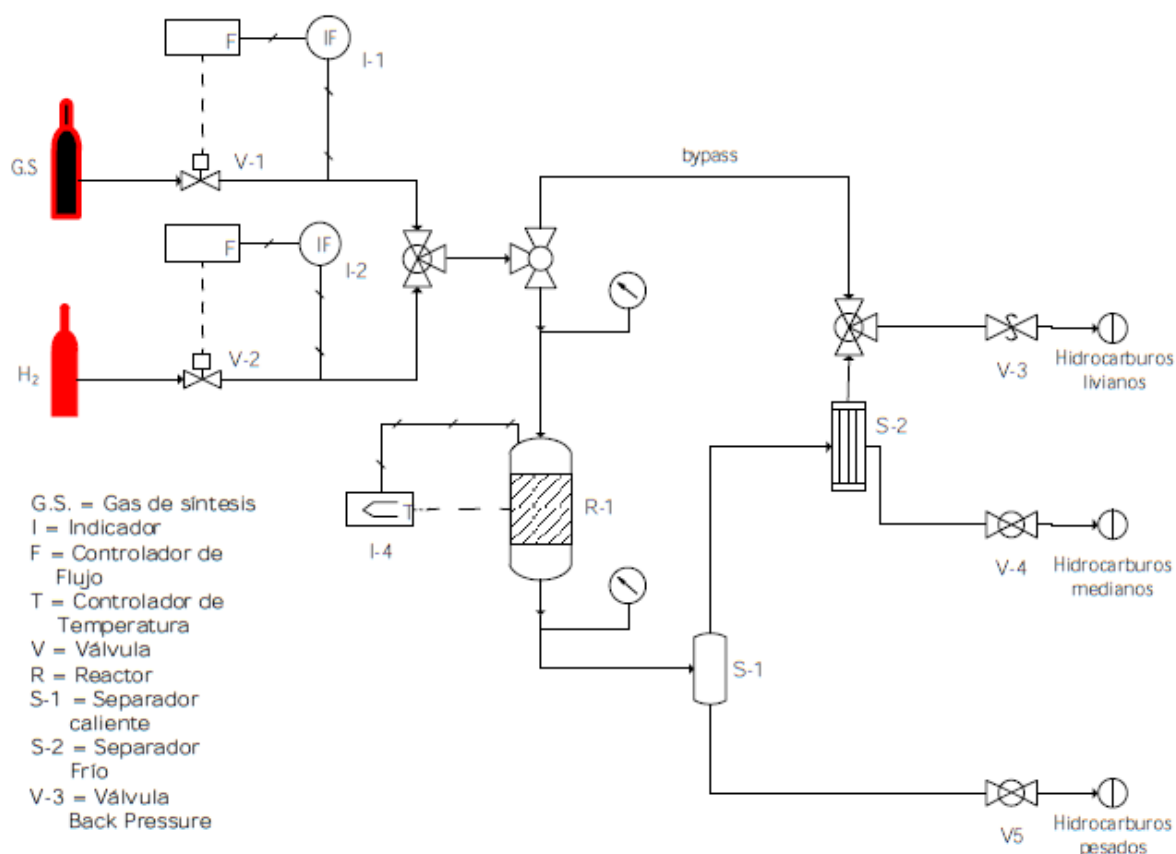 F
IF
I-1
G.S
V-1
bypass
F
IF
I-2
H₂
V-2
V-3
Hidrocarburos
livianos
S-2
R-1
T
I-4
V-4
Hidrocarburos
medianos
S-1
V5
Hidrocarburos
pesados
G.S. = Gas de síntesis
I = Indicador
F = Controlador de
Flujo
T = Controlador de
Temperatura
V = Válvula
R = Reactor
S-1 = Separador
caliente
S-2 = Separador
Frío
V-3 = Válvula
Back Pressure